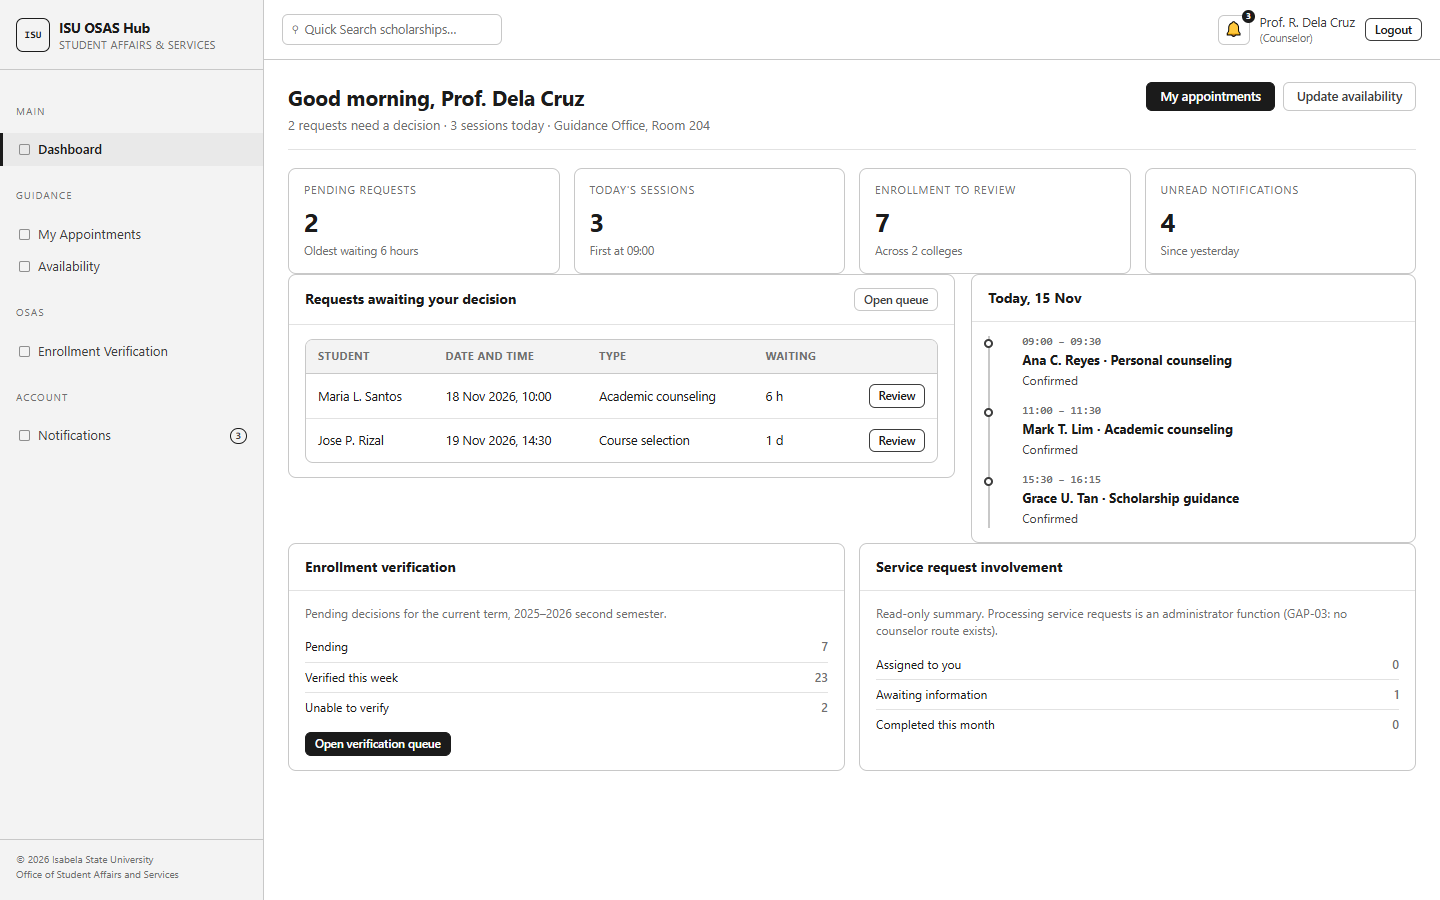 ISU
ISU OSAS Hub
STUDENT AFFAIRS & SERVICES
MAIN
Dashboard
GUIDANCE
My Appointments
Availability
OSAS
Enrollment Verification
ACCOUNT
Notifications
3
© 2026 Isabela State University
Office of Student Affairs and Services
Quick Search scholarships...
3
Prof. R. Dela Cruz
(Counselor)
Logout
Good morning, Prof. Dela Cruz
2 requests need a decision · 3 sessions today · Guidance Office, Room 204
My appointments
Update availability
PENDING REQUESTS
2
Oldest waiting 6 hours
TODAY'S SESSIONS
3
First at 09:00
ENROLLMENT TO REVIEW
7
Across 2 colleges
UNREAD NOTIFICATIONS
4
Since yesterday
Requests awaiting your decision
Open queue
STUDENT DATE AND TIME TYPE WAITING
Maria L. Santos 18 Nov 2026, 10:00 Academic counseling 6 h Review
Jose P. Rizal 19 Nov 2026, 14:30 Course selection 1 d Review
Today, 15 Nov
09:00 – 09:30
Ana C. Reyes · Personal counseling
Confirmed
11:00 – 11:30
Mark T. Lim · Academic counseling
Confirmed
15:30 – 16:15
Grace U. Tan · Scholarship guidance
Confirmed
Enrollment verification
Pending decisions for the current term, 2025–2026 second semester.
Pending 7
Verified this week 23
Unable to verify 2
Open verification queue
Service request involvement
Read-only summary. Processing service requests is an administrator function (GAP-03: no
counselor route exists).
Assigned to you 0
Awaiting information 1
Completed this month 0